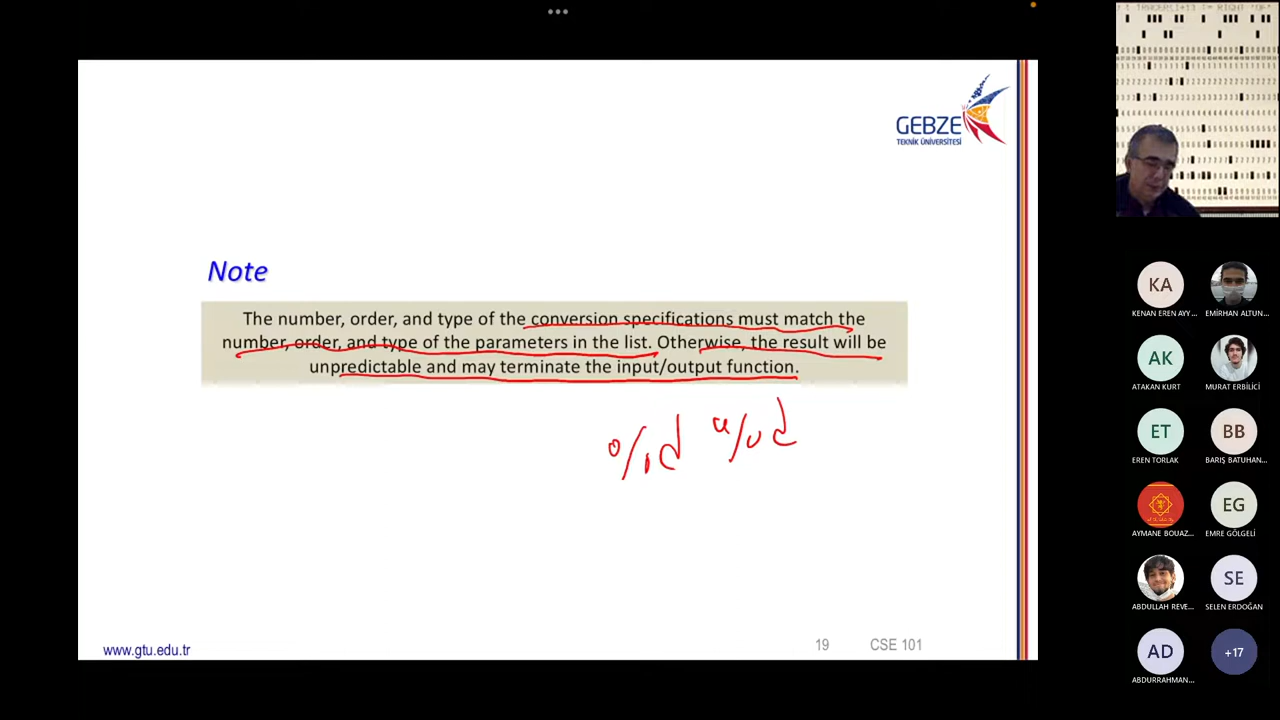 GEBZE
TEKNİK ÜNİVERSİTESİ
Note
The number, order, and type of the conversion specifications must match the
number, order, and type of the parameters in the list. Otherwise, the result will be
unpredictable and may terminate the input/output function.
%d %d
www.gtu.edu.tr
19
CSE 101
KA
KENAN EREN AYY...
EMİRHAN ALTUN...
AK
ATAKAN KURT
MURAT ERBİLİCİ
ET
EREN TORLAK
BB
BARIŞ BATUHAN...
AYMANE BOUAZ...
EG
EMRE GÖLGELİ
ABDULLAH REVE...
SE
SELEN ERDOĞAN
AD
ABDURRAHMAN...
+17